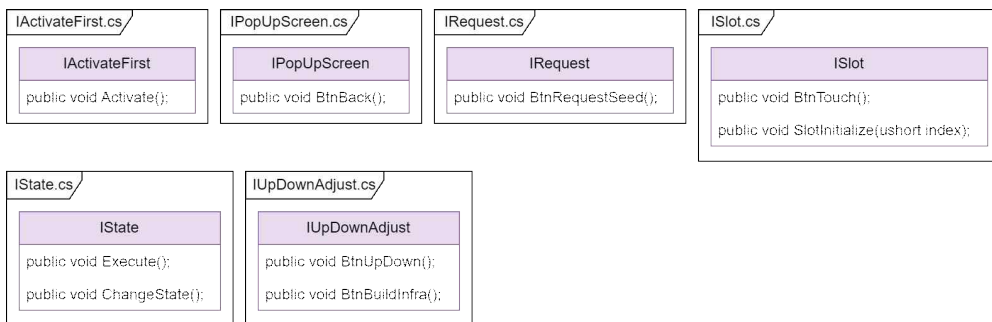 IActivateFirst.cs
IActivateFirst
public void Activate();
IPopUpScreen.cs
IPopUpScreen
public void BtnBack();
IRequest.cs
IRequest
public void BtnRequestSeed();
ISlot.cs
ISlot
public void BtnTouch();
public void SlotInitialize(ushort index);
IState.cs
IState
public void Execute();
public void ChangeState();
IUpDownAdjust.cs
IUpDownAdjust
public void BtnUpDown();
public void BtnBuildInfra();